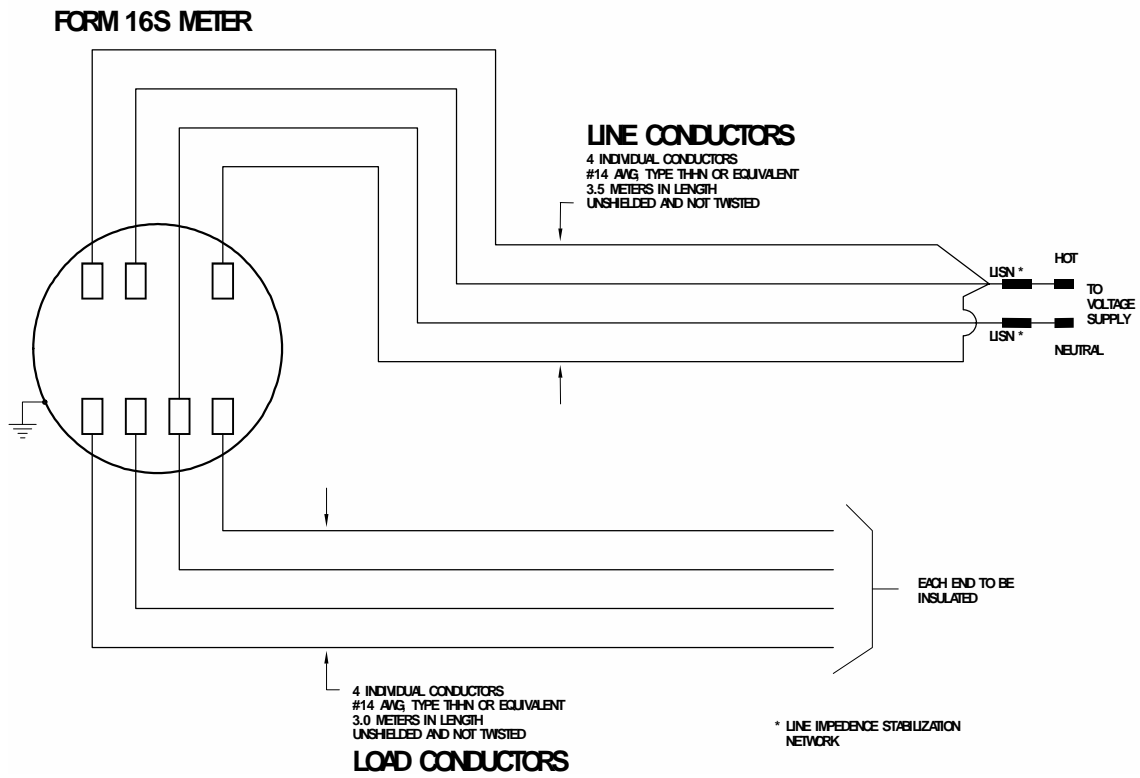 FORM 16S METER
LINE CONDUCTORS
4 INDIVIDUAL CONDUCTORS
#14 AWG, TYPE THHN OR EQUIVALENT
3.5 METERS IN LENGTH
UNSHIELDED AND NOT TWISTED
LISN *
HOT
TO
VOLTAGE
SUPPLY
LISN *
NEUTRAL
EACH END TO BE
INSULATED
4 INDIVIDUAL CONDUCTORS
#14 AWG, TYPE THHN OR EQUIVALENT
3.0 METERS IN LENGTH
UNSHIELDED AND NOT TWISTED
LOAD CONDUCTORS
* LINE IMPEDENCE STABILIZATION
NETWORK